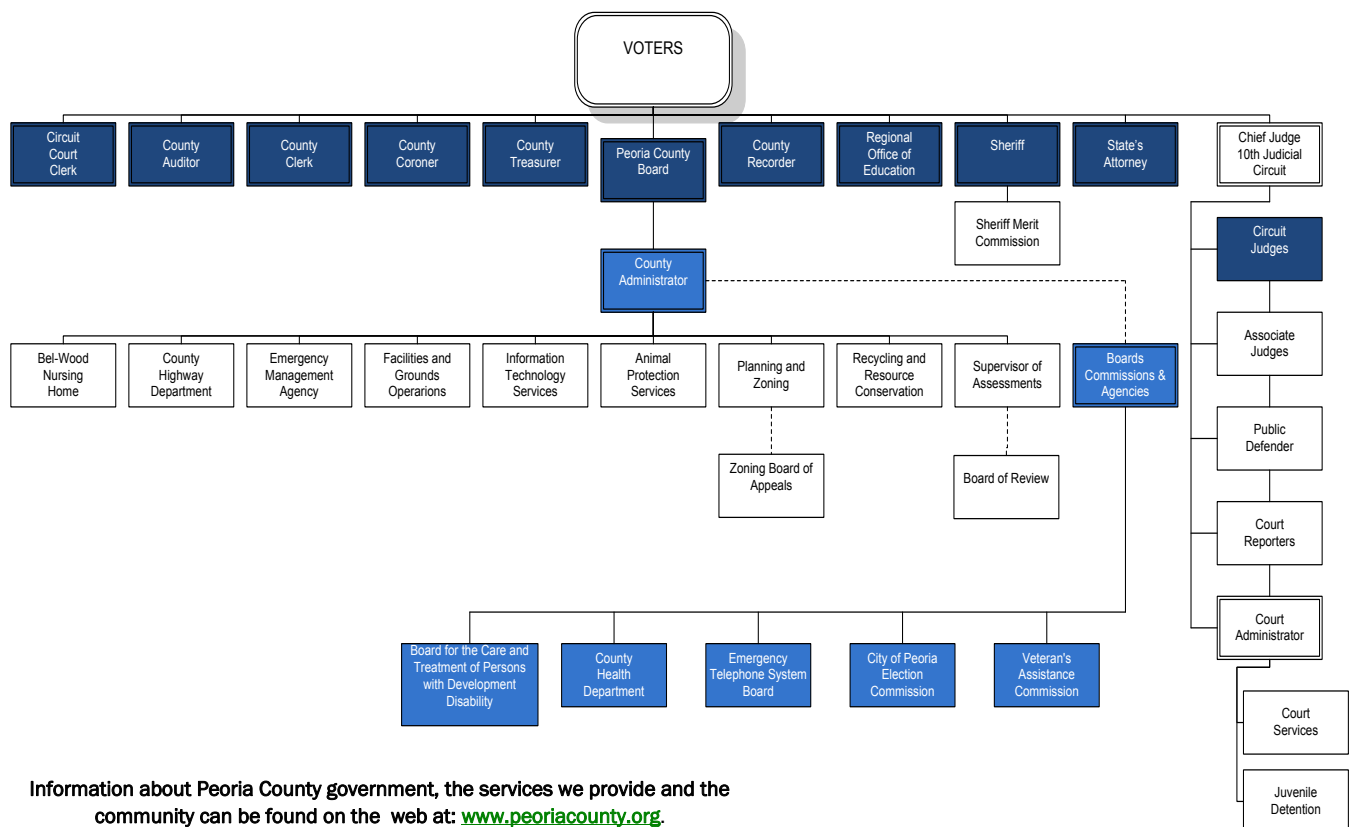 VOTERS
Circuit
Court
Clerk
County
Auditor
County
Clerk
County
Coroner
County
Treasurer
Peoria County
Board
County
Recorder
Regional
Office of
Education
Sheriff
State's
Attorney
Chief Judge
10th Judicial
Circuit
Sheriff Merit
Commission
Circuit
Judges
County
Administrator
Bel-Wood
Nursing
Home
County
Highway
Department
Emergency
Management
Agency
Facilities and
Grounds
Operarions
Information
Technology
Services
Animal
Protection
Services
Planning and
Zoning
Recycling and
Resource
Conservation
Supervisor of
Assessments
Boards
Commissions &
Agencies
Associate
Judges
Zoning Board of
Appeals
Board of Review
Public
Defender
Court
Reporters
Court
Administrator
Board for the Care and
Treatment of Persons
with Development
Disability
County
Health
Department
Emergency
Telephone System
Board
City of Peoria
Election
Commission
Veteran's
Assistance
Commission
Court
Services
Juvenile
Detention
Information about Peoria County government, the services we provide and the
community can be found on the web at: www.peoriacounty.org.